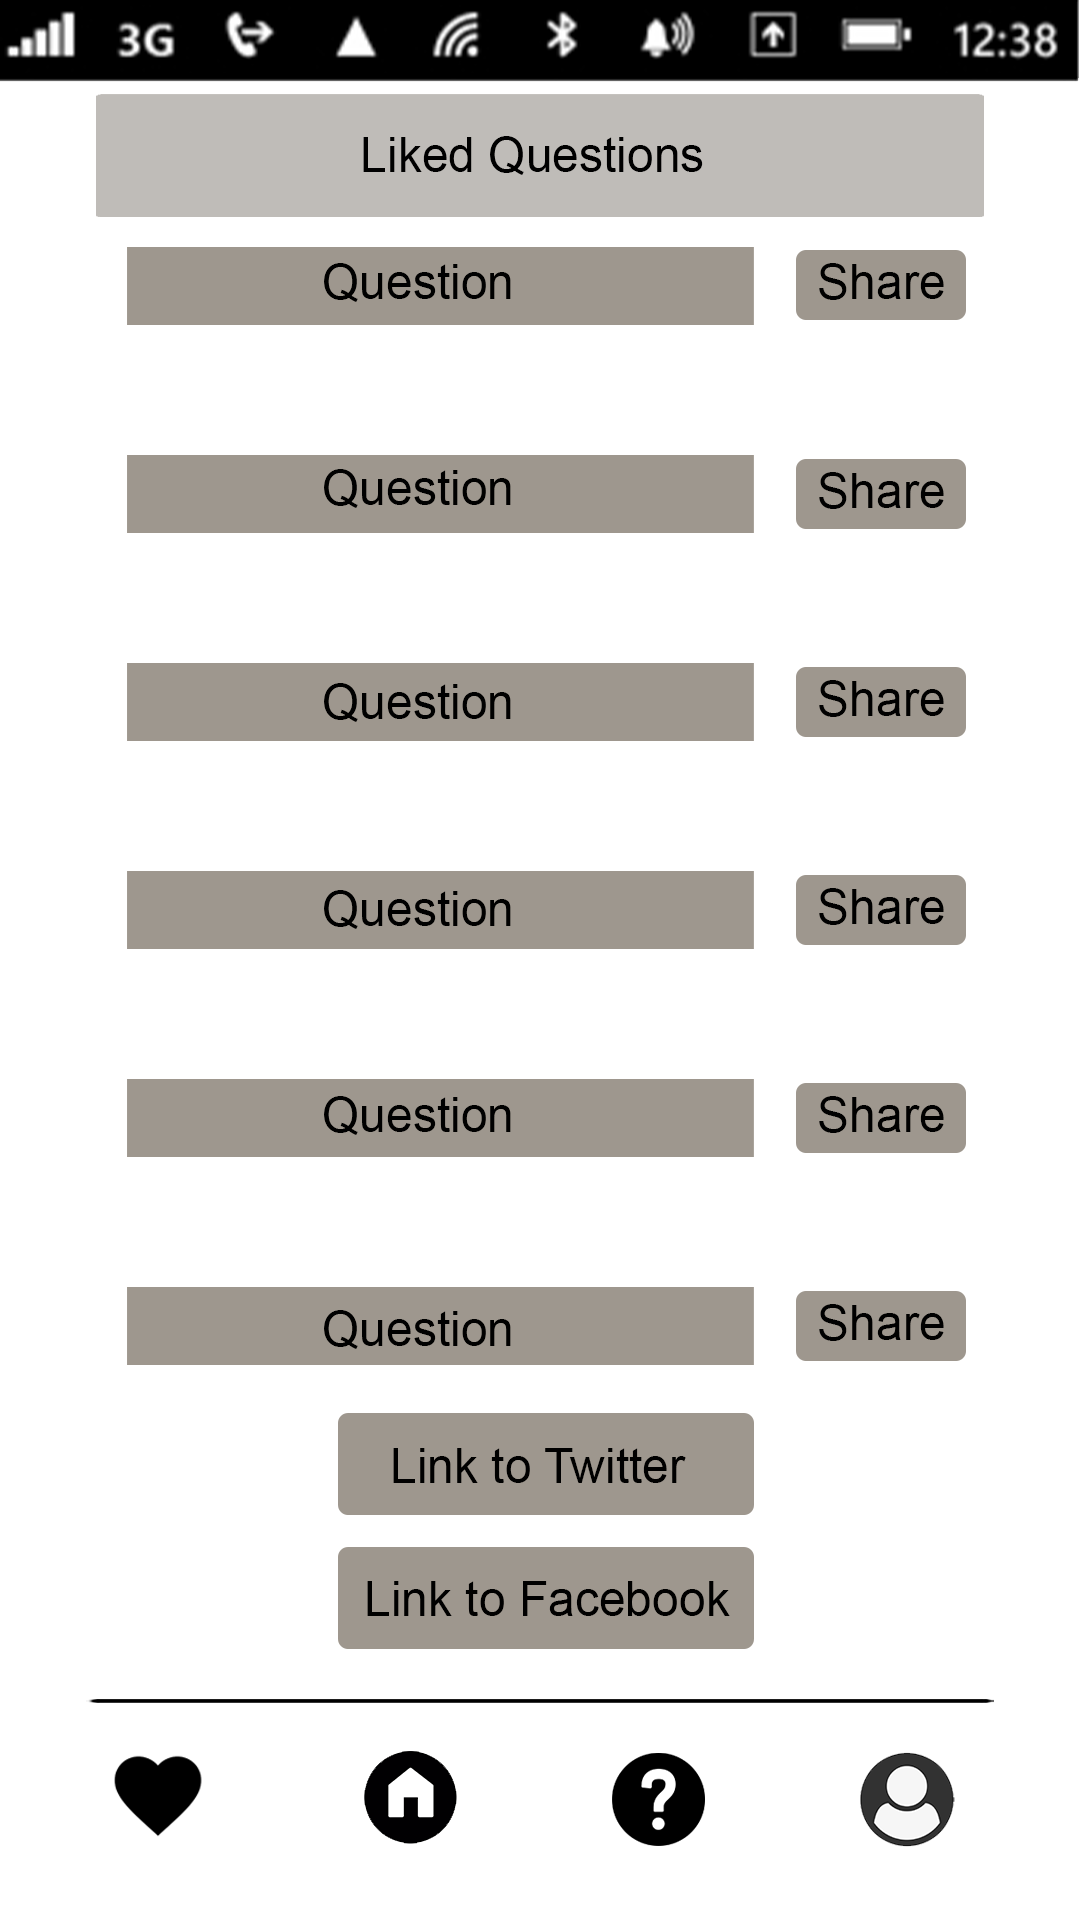 3G 12:38
Liked Questions
Question Share
Question Share
Question Share
Question Share
Question Share
Question Share
Link to Twitter
Link to Facebook
?